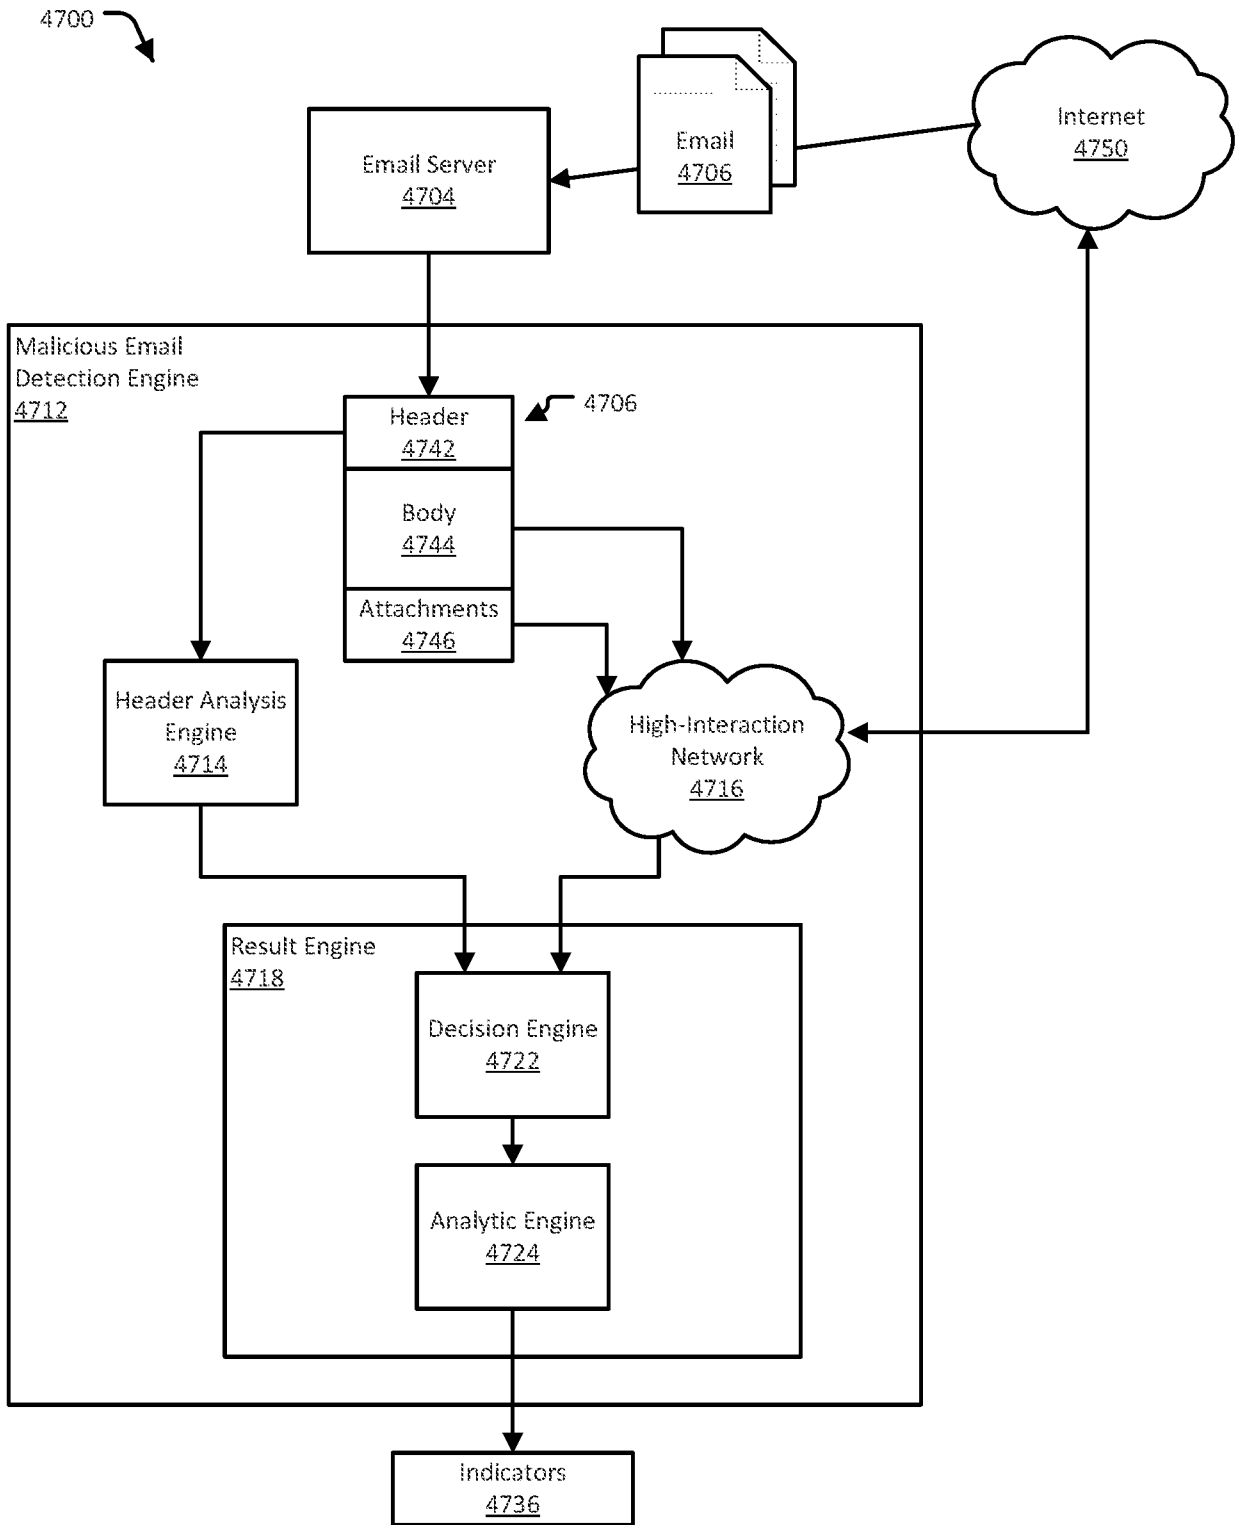 4700
Internet
4750
Email
4706
Email Server
4704
Malicious Email
Detection Engine
4712
4706
Header
4742
Body
4744
Attachments
4746
Header Analysis
Engine
4714
High-Interaction
Network
4716
Result Engine
4718
Decision Engine
4722
Analytic Engine
4724
Indicators
4736